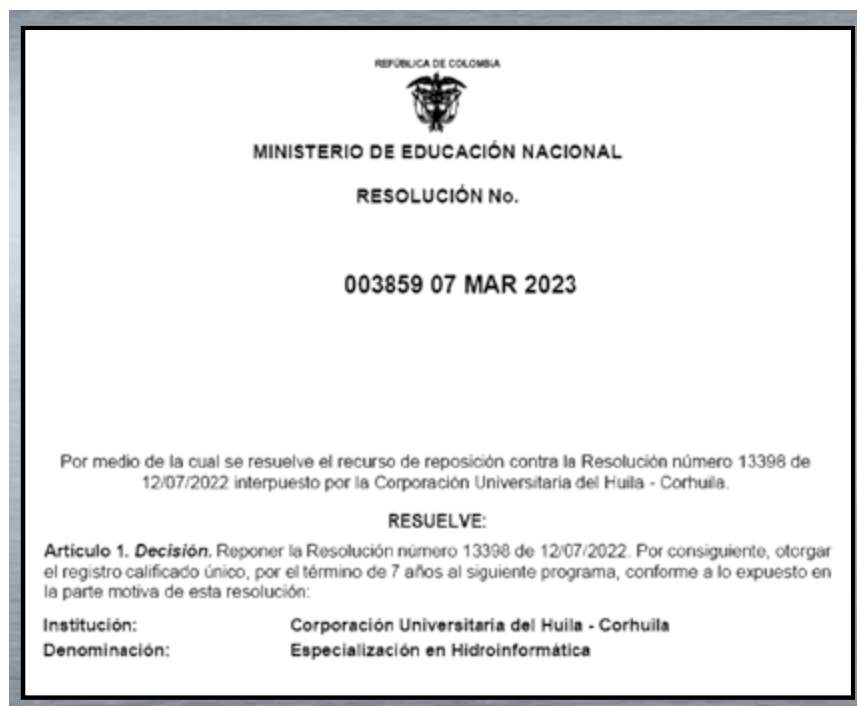 REPÚBLICA DE COLOMBIA
MINISTERIO DE EDUCACIÓN NACIONAL
RESOLUCIÓN No.
003859 07 MAR 2023
Por medio de la cual se resuelve el recurso de reposición contra la Resolución número 13398 de
12/07/2022 interpuesto por la Corporación Universitaria del Huila - Corhuila.
RESUELVE:
Artículo 1. Decisión. Reponer la Resolución número 13398 de 12/07/2022. Por consiguiente, otorgar
el registro calificado único, por el término de 7 años al siguiente programa, conforme a lo expuesto en
la parte motiva de esta resolución:
Institución: Corporación Universitaria del Huila - Corhuila
Denominación: Especialización en Hidroinformática